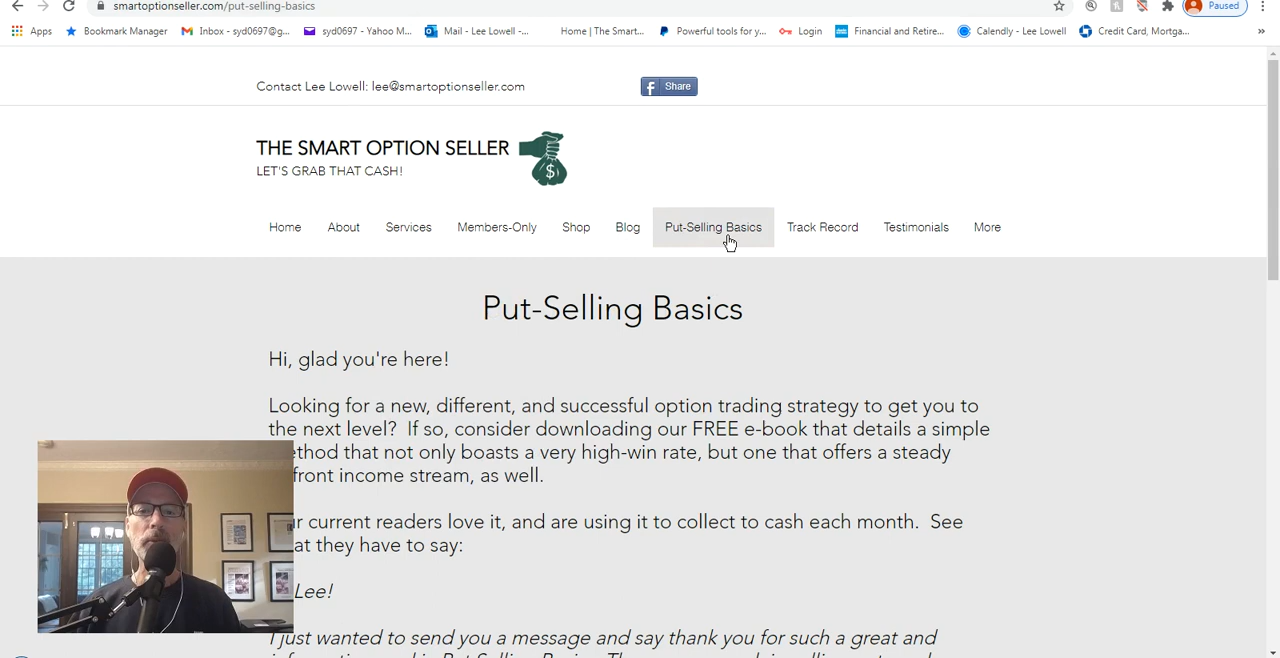 smartoptionseller.com/put-selling-basics
Paused
Apps
Bookmark Manager
Inbox - syd0697@g...
syd0697 - Yahoo M...
Mail - Lee Lowell -...
Home | The Smart...
Powerful tools for y...
Login
Financial and Retire...
Calendly - Lee Lowell
Credit Card, Mortga...
»
Contact Lee Lowell: lee@smartoptionseller.com
f Share
THE SMART OPTION SELLER
LET'S GRAB THAT CASH!
$
Home About Services Members-Only Shop Blog Put-Selling Basics Track Record Testimonials More
Put-Selling Basics
Hi, glad you're here!
Looking for a new, different, and successful option trading strategy to get you to
the next level? If so, consider downloading our FREE e-book that details a simple
ethod that not only boasts a very high-win rate, but one that offers a steady
front income stream, as well.
r current readers love it, and are using it to collect to cash each month. See
at they have to say:
Lee!
I just wanted to send you a message and say thank you for such a great and